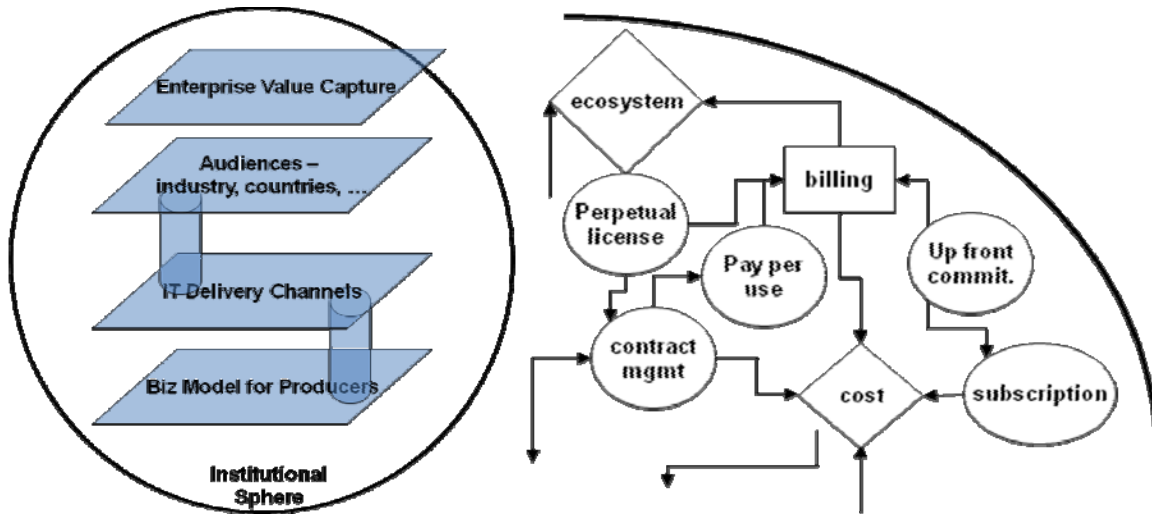 Enterprise Value Capture
Audiences –
industry, countries, ...
IT Delivery Channels
Biz Model for Producers
Institutional
Sphere
ecosystem
billing
Perpetual
license
Pay per
use
Up front
commit.
contract
mgmt
cost
subscription